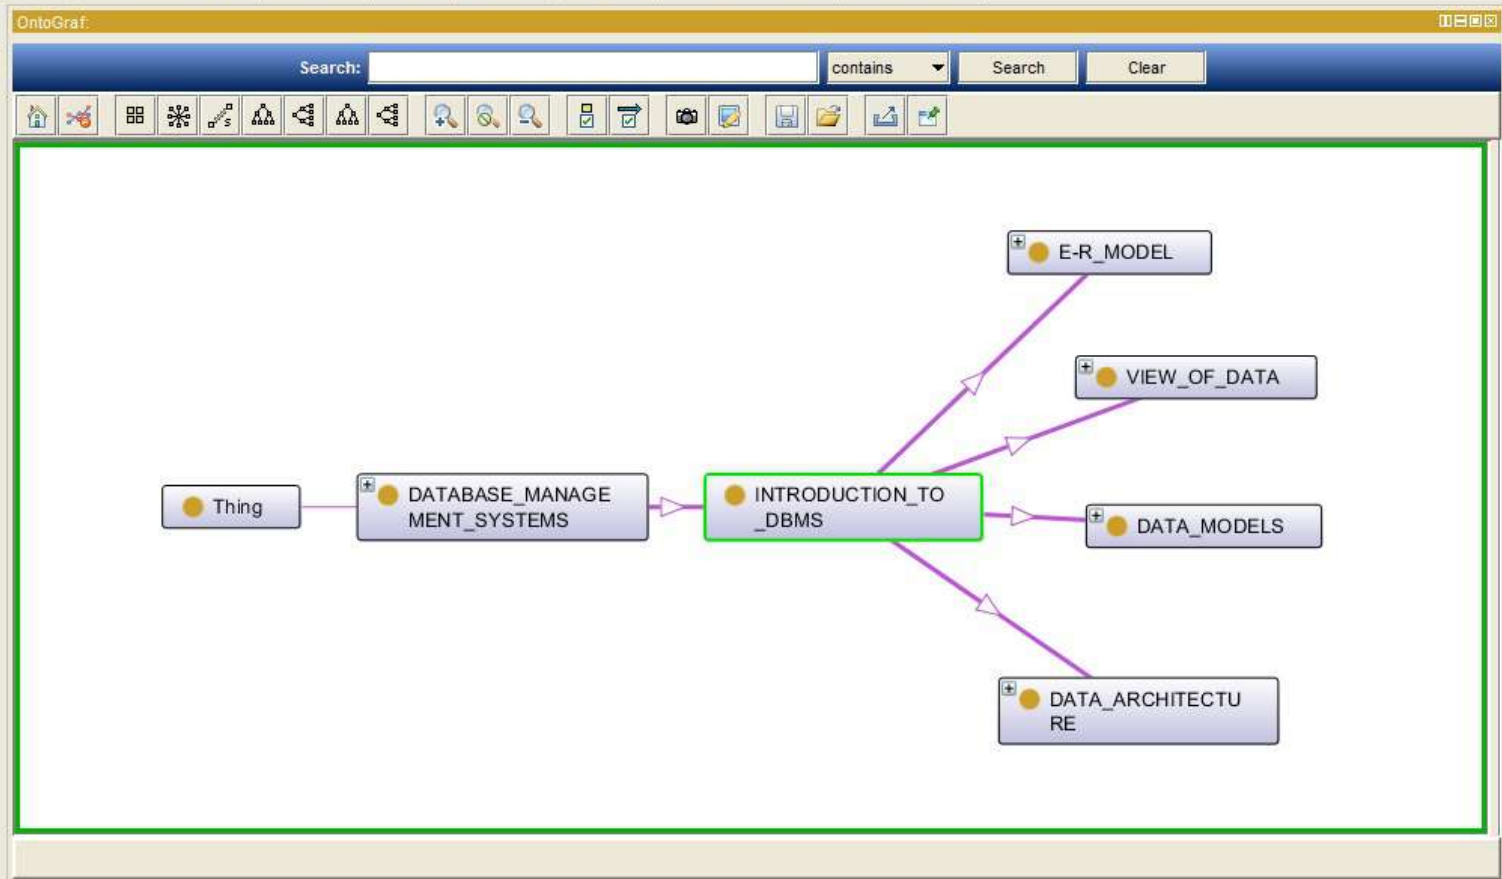 OntoGraf:
Search: contains Search Clear
E-R_MODEL
VIEW_OF_DATA
Thing
DATABASE_MANAGE
MENT_SYSTEMS
INTRODUCTION_TO
_DBMS
DATA_MODELS
DATA_ARCHITECTU
RE